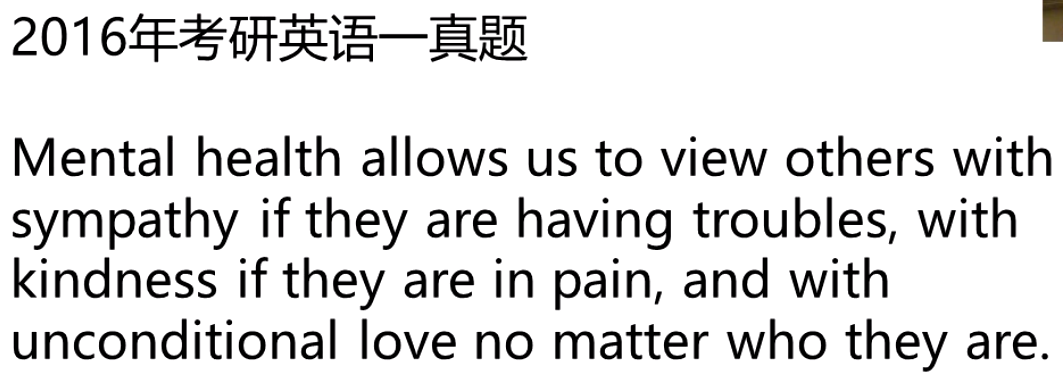 2016年考研英语一真题
Mental health allows us to view others with
sympathy if they are having troubles, with
kindness if they are in pain, and with
unconditional love no matter who they are.